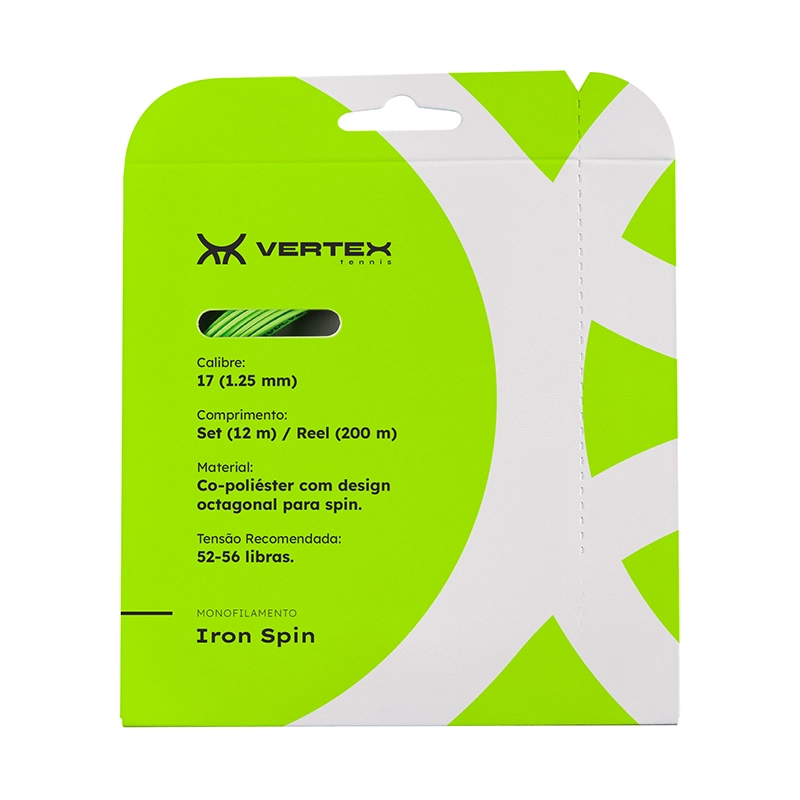 VERTEX
tennis
Calibre:
17 (1.25 mm)
Comprimento:
Set (12 m) / Reel (200 m)
Material:
Co-poliéster com design
octagonal para spin.
Tensão Recomendada:
52-56 libras.
MONOFILAMENTO
Iron Spin